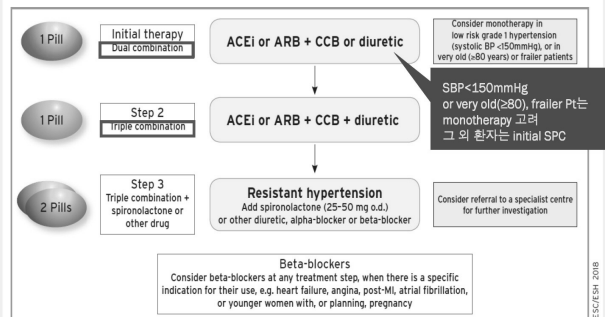 1 Pill
Initial therapy
Dual combination
ACEi or ARB + CCB or diuretic
Consider monotherapy in
low risk grade 1 hypertension
(systolic BP <150mmHg), or in
very old (≥80 years) or frailer patients
SBP<150mmHg
or very old(≥80), frailer Pt는
monotherapy 고려
그 외 환자는 initial SPC
1 Pill
Step 2
Triple combination
ACEi or ARB + CCB + diuretic
2 Pills
Step 3
Triple combination +
spironolactone or
other drug
Resistant hypertension
Add spironolactone (25-50 mg o.d.)
or other diuretic, alpha-blocker or beta-blocker
Consider referral to a specialist centre
for further investigation
Beta-blockers
Consider beta-blockers at any treatment step, when there is a specific
indication for their use, e.g. heart failure, angina, post-MI, atrial fibrillation,
or younger women with, or planning, pregnancy
ESC/ESH 2018